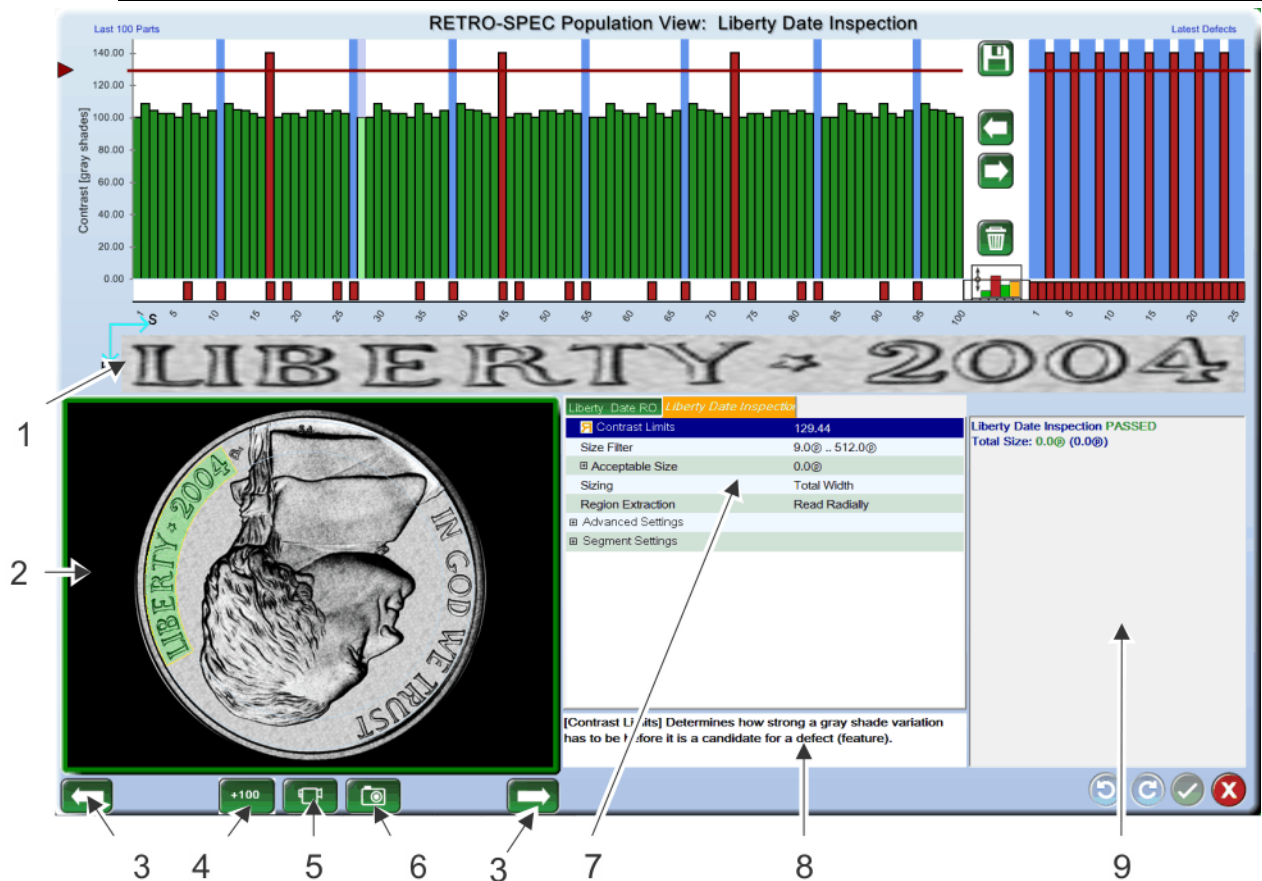 RETRO-SPEC Population View: Liberty Date Inspection
Last 100 Parts
Latest Defects
140.00
120.00
100.00
80.00
60.00
40.00
20.00
0.00
Contrast [gray shades]
1 5 10 15 20 25 30 35 40 45 50 55 60 65 70 75 80 85 90 95 100
1 5 10 15 20 25
S
LIBERTY 2004
1
LIBERTY 2004
IN GOD WE TRUST
2
Liberty Date RO Liberty Date Inspection
Я Contrast Limits 129.44
Size Filter 9.0℗ .. 512.0℗
Acceptable Size 0.0℗
Sizing Total Width
Region Extraction Read Radially
Advanced Settings
Segment Settings
[Contrast Limits] Determines how strong a gray shade variation
has to be before it is a candidate for a defect (feature).
Liberty Date Inspection PASSED
Total Size: 0.0℗ (0.0℗)
+100
3 4 5 6 3 7 8 9